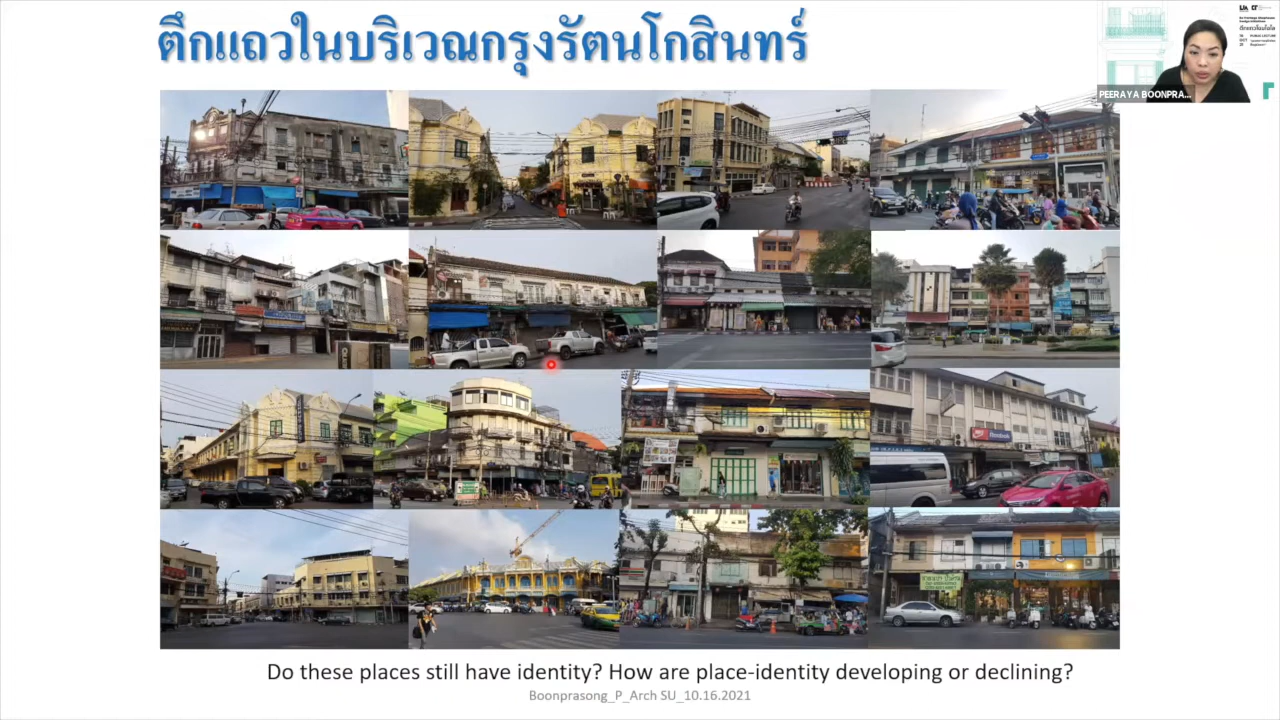 ตึกแถวในบริเวณกรุงรัตนโกสินทร์
PEERAYA BOONPRA...
Do these places still have identity? How are place-identity developing or declining?
Boonprasong_P_Arch SU_10.16.2021